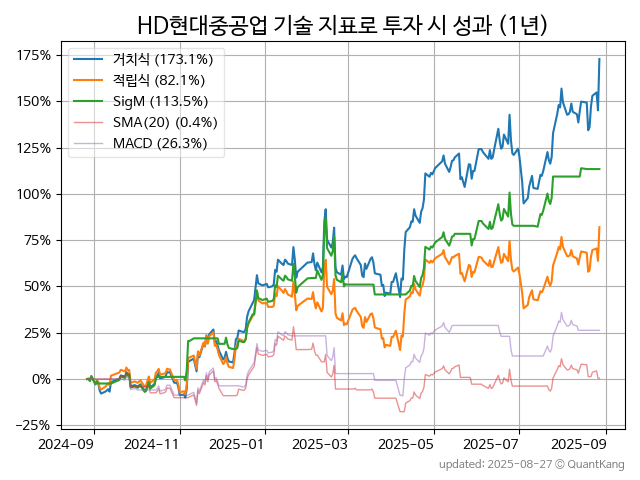 HD현대중공업 기술 지표로 투자 시 성과 (1년)
거치식 (173.1%)
적립식 (82.1%)
SigM (113.5%)
SMA(20) (0.4%)
MACD (26.3%)
175%
150%
125%
100%
75%
50%
25%
0%
−25%
2024-09 2024-11 2025-01 2025-03 2025-05 2025-07 2025-09
updated: 2025-08-27 © QuantKang